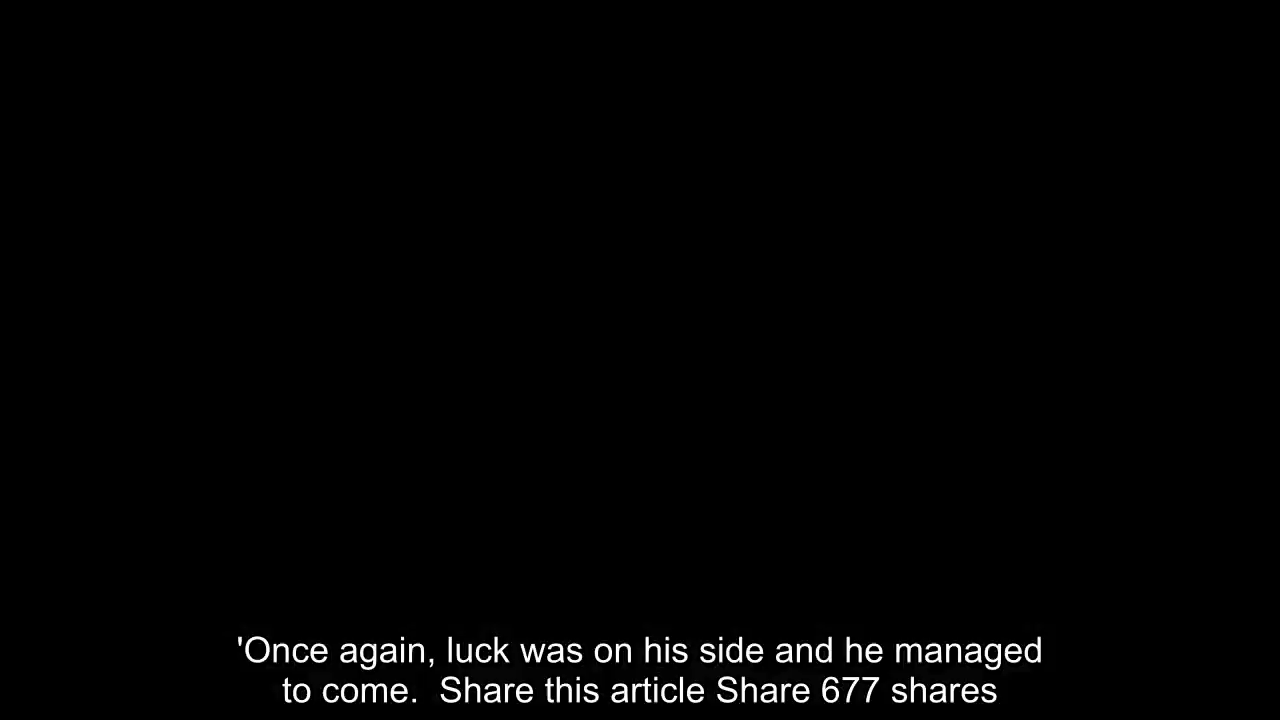 'Once again, luck was on his side and he managed
to come.  Share this article Share 677 shares